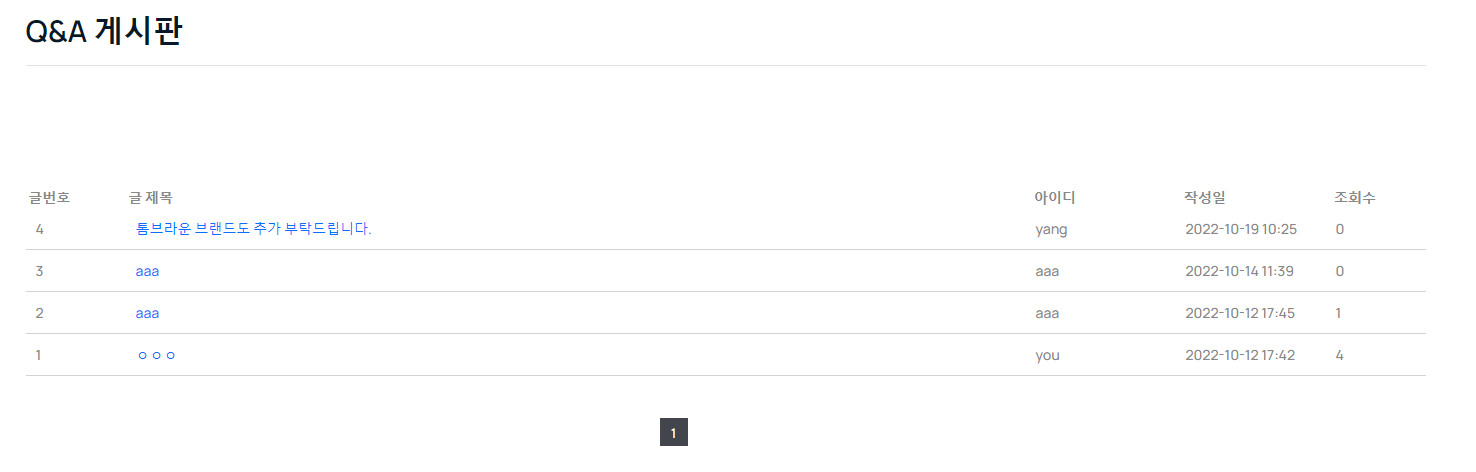 Q&A 게시판
글번호 글 제목 아이디 작성일 조회수
4 톰브라운 브랜드도 추가 부탁드립니다. yang 2022-10-19 10:25 0
3 aaa aaa 2022-10-14 11:39 0
2 aaa aaa 2022-10-12 17:45 1
1 ㅇㅇㅇ you 2022-10-12 17:42 4
1